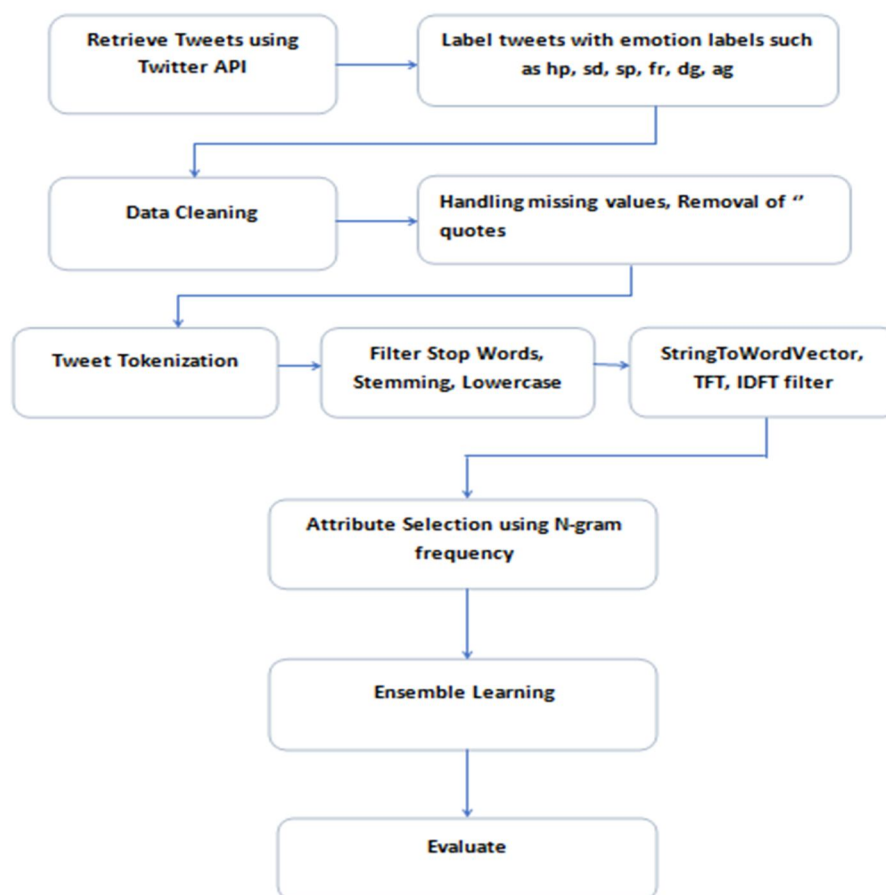 Retrieve Tweets using
Twitter API
Label tweets with emotion labels such
as hp, sd, sp, fr, dg, ag
Data Cleaning
Handling missing values, Removal of ‘’
quotes
Tweet Tokenization
Filter Stop Words,
Stemming, Lowercase
StringToWordVector,
TFT, IDFT filter
Attribute Selection using N-gram
frequency
Ensemble Learning
Evaluate